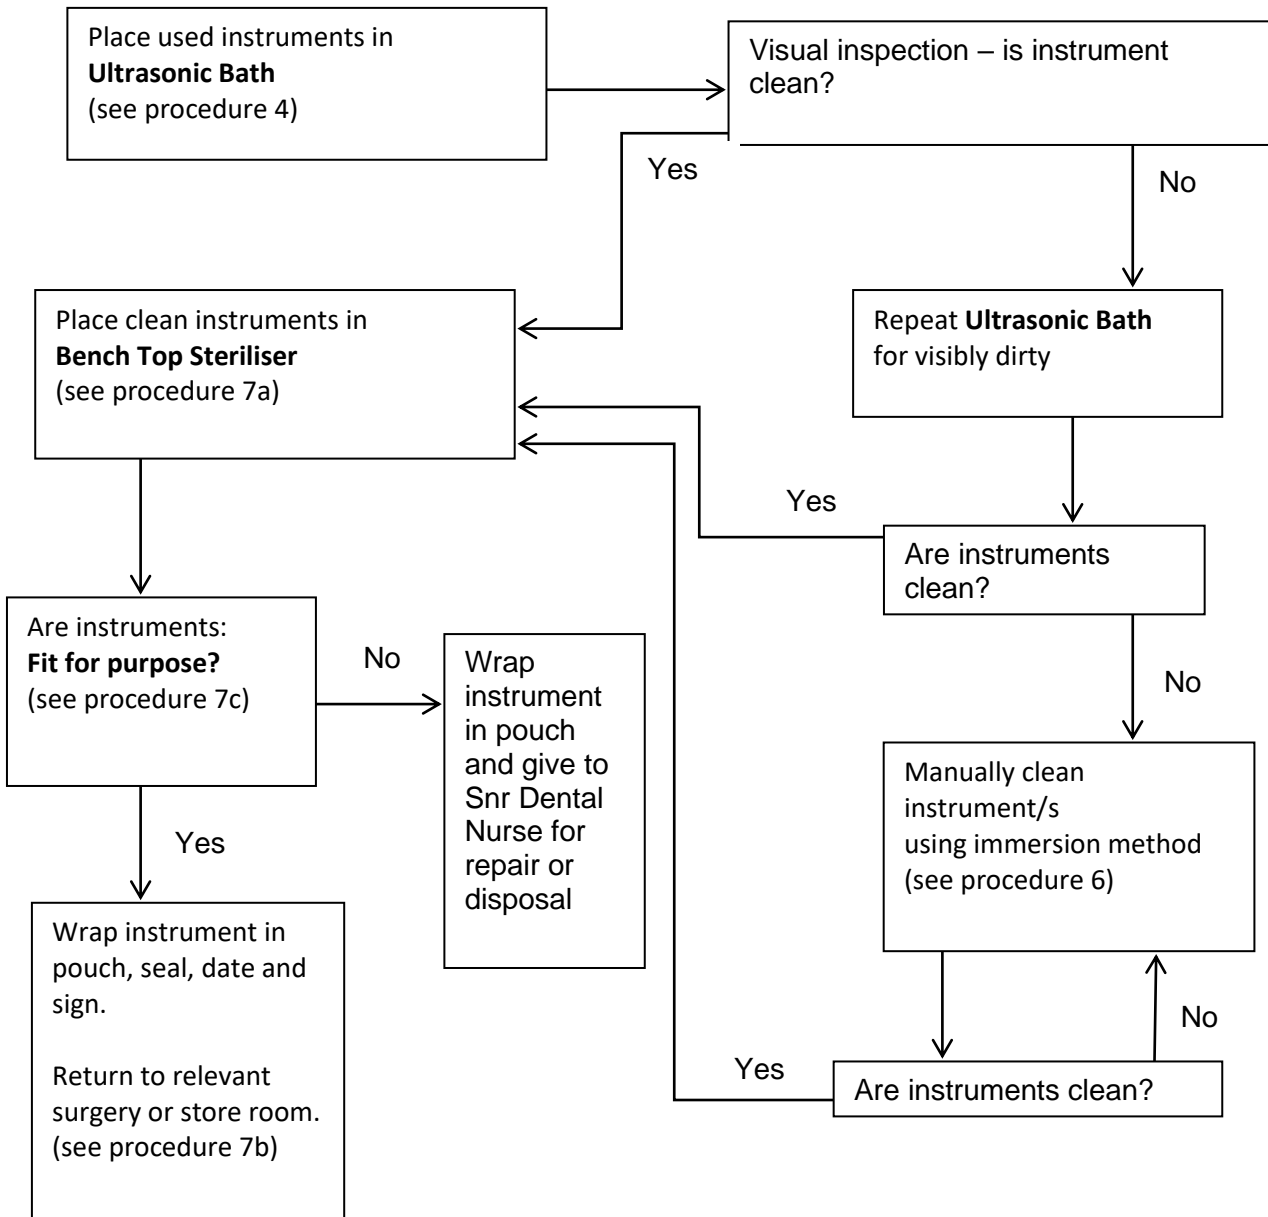 Place used instruments in
Ultrasonic Bath
(see procedure 4)
Visual inspection – is instrument
clean?
Yes
No
Place clean instruments in
Bench Top Steriliser
(see procedure 7a)
Repeat Ultrasonic Bath
for visibly dirty
Yes
Are instruments
clean?
Are instruments:
Fit for purpose?
(see procedure 7c)
No
Wrap
instrument
in pouch
and give to
Snr Dental
Nurse for
repair or
disposal
No
Manually clean
instrument/s
using immersion method
(see procedure 6)
Yes
Wrap instrument in
pouch, seal, date and
sign.
Return to relevant
surgery or store room.
(see procedure 7b)
No
Yes
Are instruments clean?